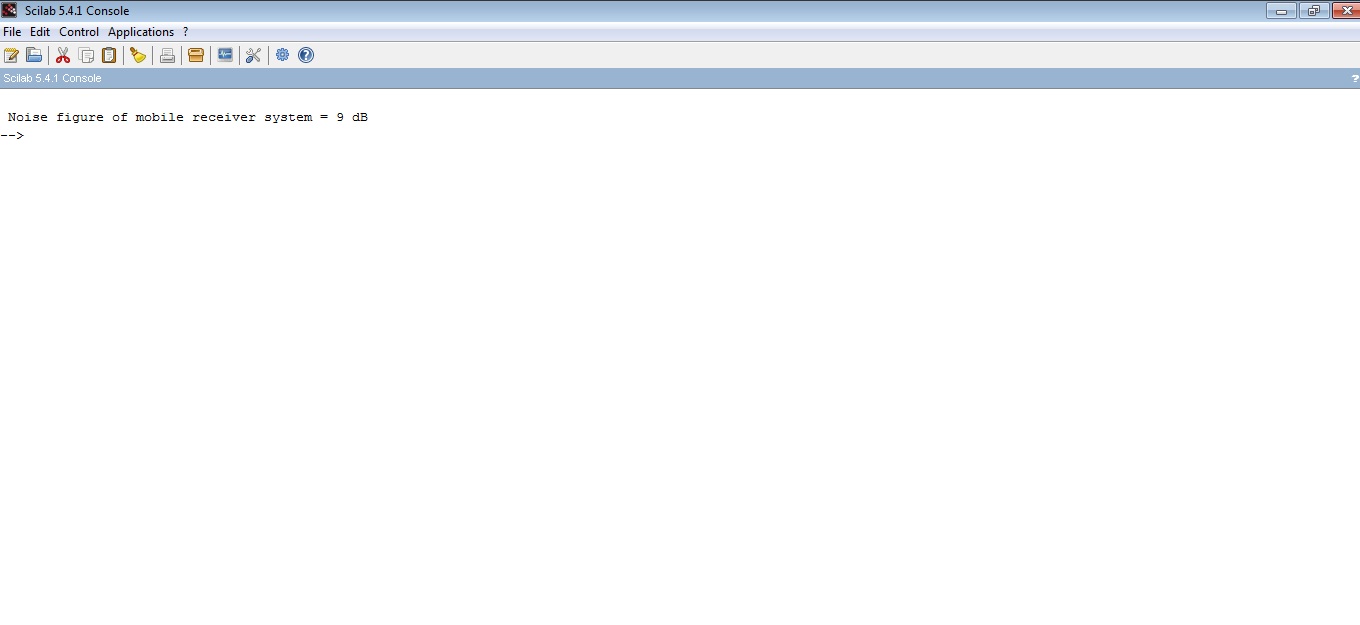 Scilab 5.4.1 Console
File Edit Control Applications ?
Scilab 5.4.1 Console ?
Noise figure of mobile receiver system = 9 dB
-->